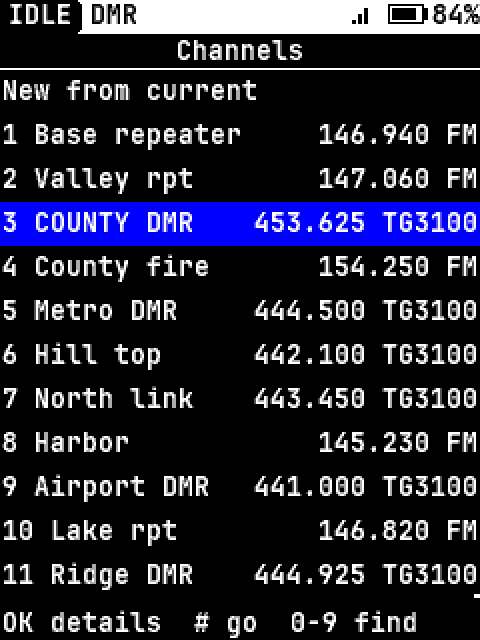 IDLE DMR 84%
Channels
New from current
1 Base repeater 146.940 FM
2 Valley rpt 147.060 FM
3 COUNTY DMR 453.625 TG3100
4 County fire 154.250 FM
5 Metro DMR 444.500 TG3100
6 Hill top 442.100 TG3100
7 North link 443.450 TG3100
8 Harbor 145.230 FM
9 Airport DMR 441.000 TG3100
10 Lake rpt 146.820 FM
11 Ridge DMR 444.925 TG3100
OK details # go 0-9 find